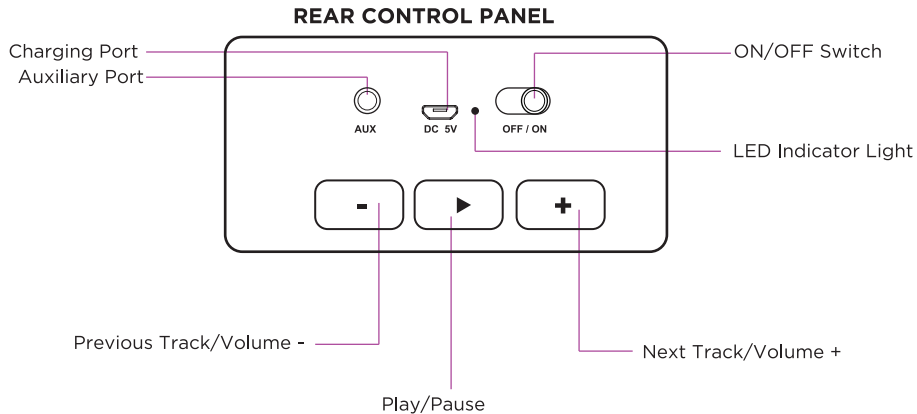 REAR CONTROL PANEL
Charging Port
Auxiliary Port
ON/OFF Switch
AUX
DC 5V
OFF / ON
LED Indicator Light
-
+
Previous Track/Volume -
Next Track/Volume +
Play/Pause